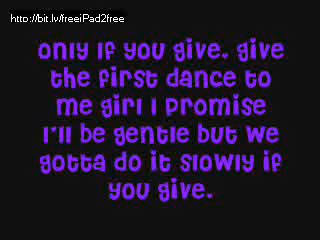 http://bit.lv/freeiPad2free
only if you give. give
the first dance to
me girl I promise
I'll be gentle but we
gotta do it slowly if
you give.